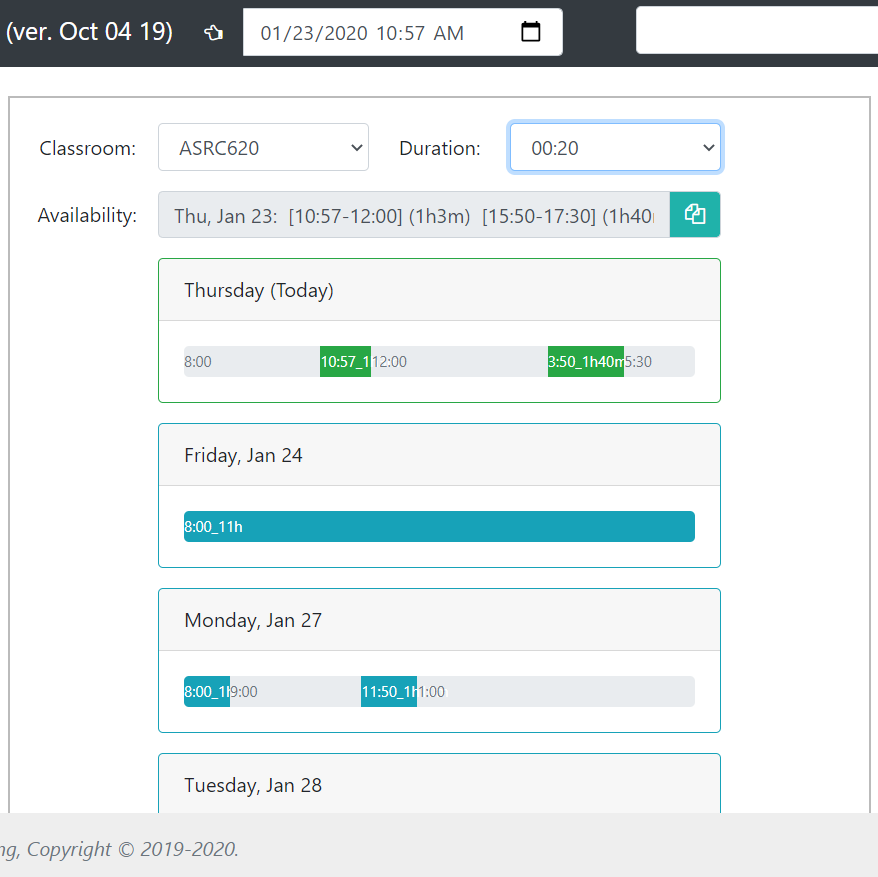 (ver. Oct 04 19) 01/23/2020 10:57 AM
Classroom: ASRC620 Duration: 00:20
Availability: Thu, Jan 23: [10:57-12:00] (1h3m) [15:50-17:30] (1h40
Thursday (Today)
8:00 10:57_1 12:00 3:50_1h40m 5:30
Friday, Jan 24
8:00_11h
Monday, Jan 27
8:00_1h 9:00 11:50_1h 1:00
Tuesday, Jan 28
ng, Copyright © 2019-2020.